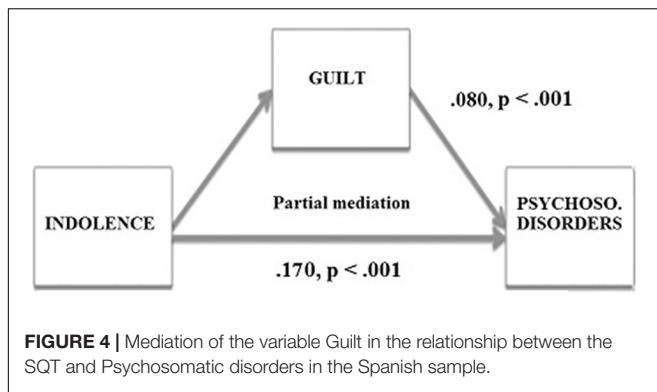 GUILT
.080, p < .001
INDOLENCE
Partial mediation
PSYCHOSO.
DISORDERS
.170, p < .001
FIGURE 4 | Mediation of the variable Guilt in the relationship between the
SQT and Psychosomatic disorders in the Spanish sample.